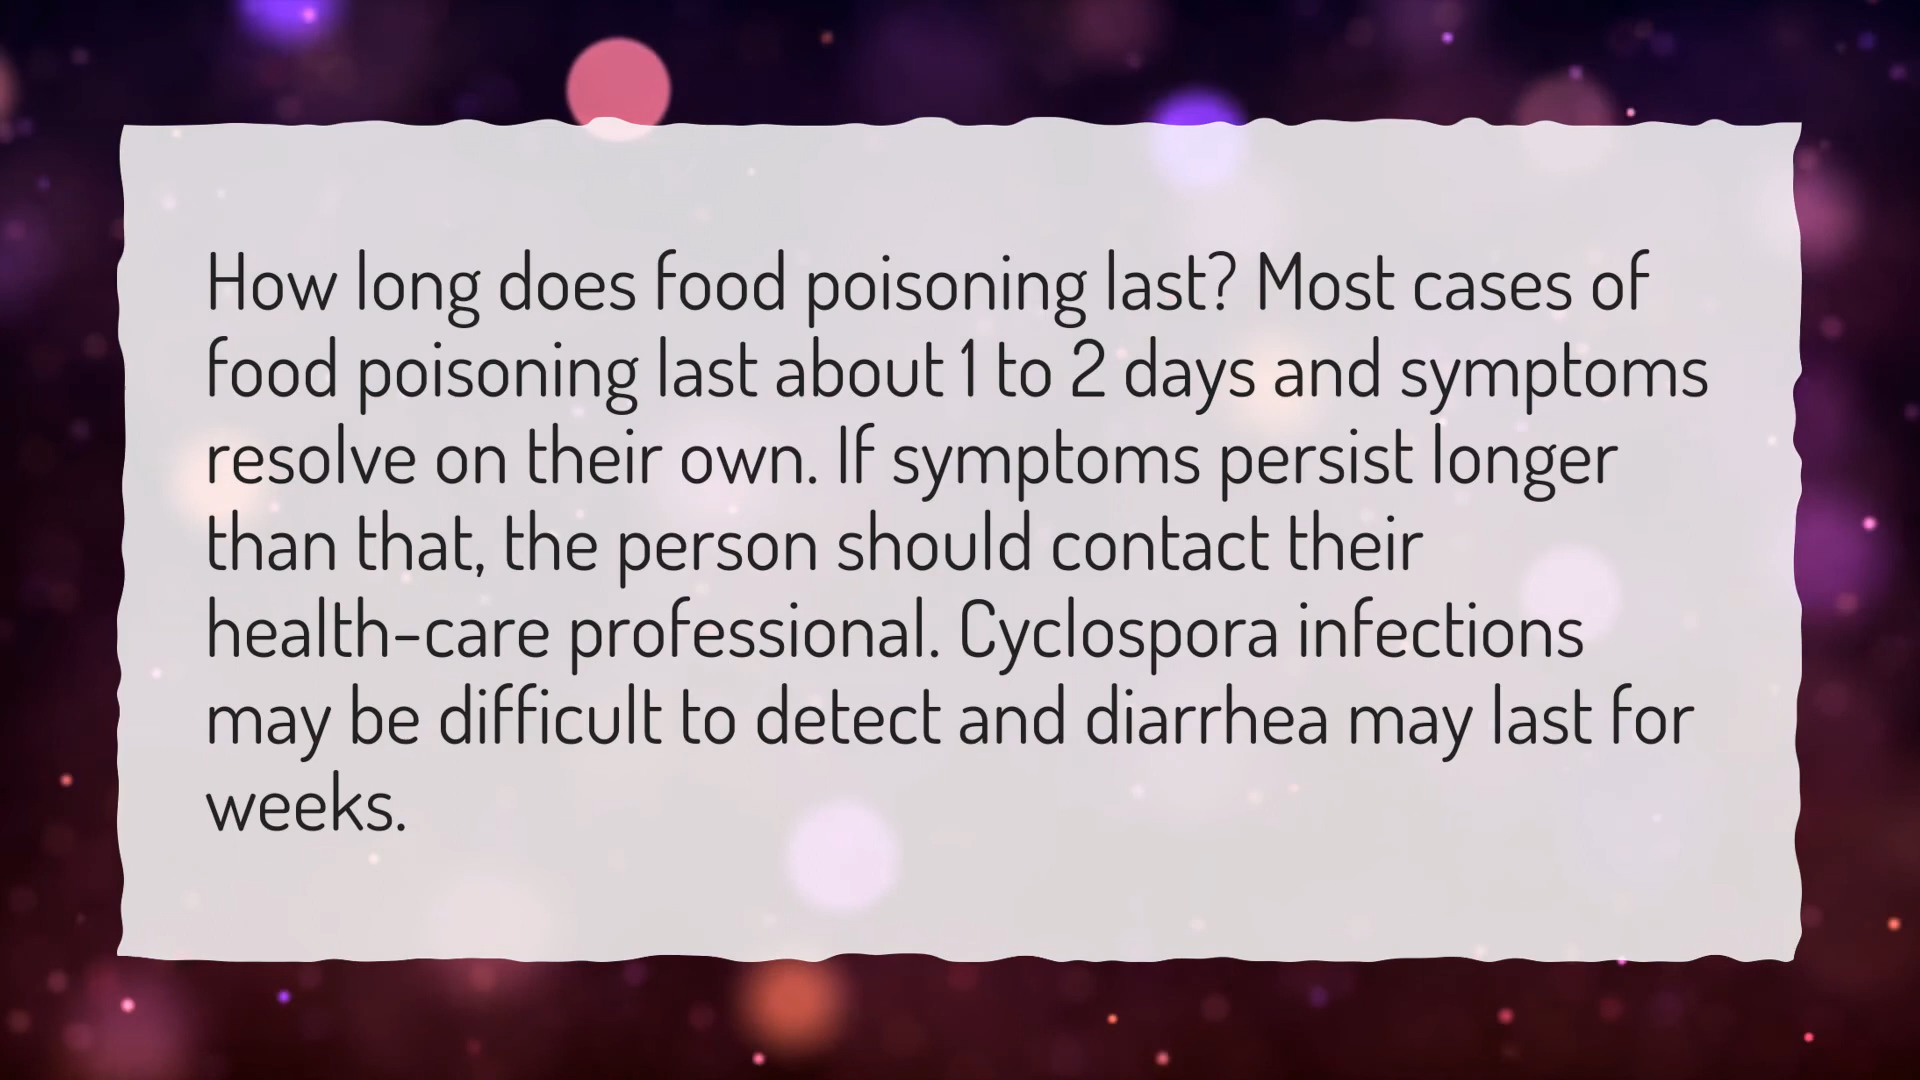 How long does food poisoning last? Most cases of
food poisoning last about 1 to 2 days and symptoms
resolve on their own. If symptoms persist longer
than that, the person should contact their
health-care professional. Cyclospora infections
may be difficult to detect and diarrhea may last for
weeks.